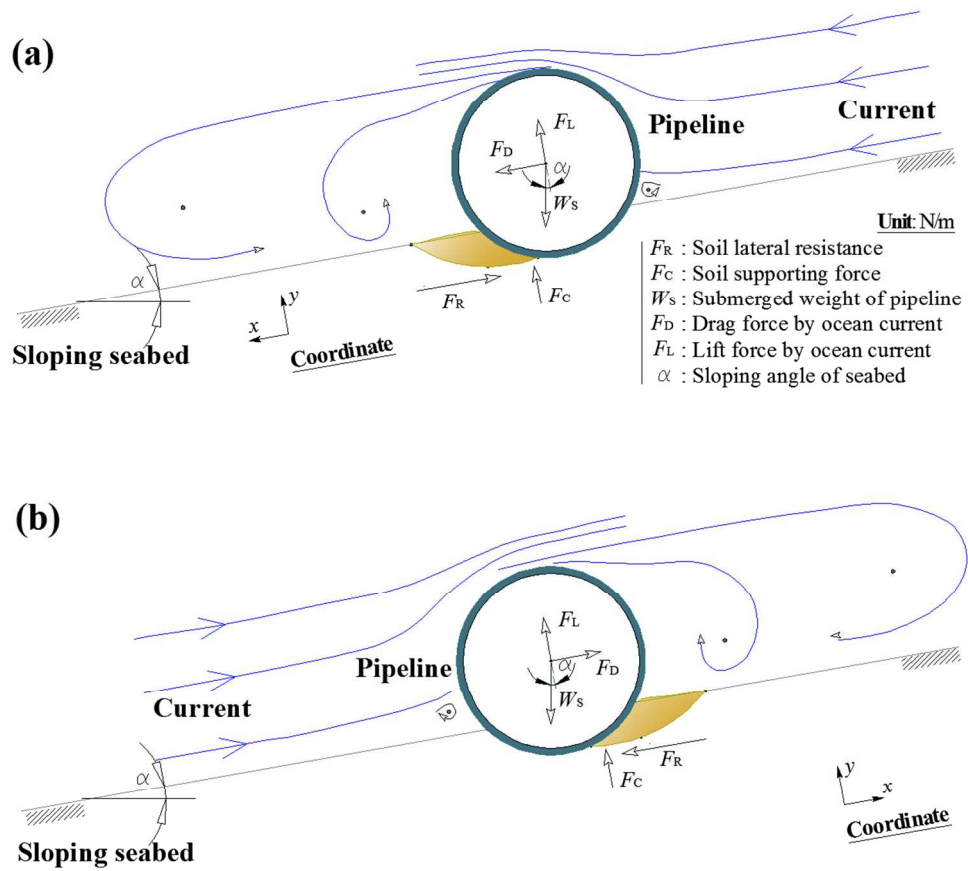 (a)
Pipeline
Current
FL
FD
α
WS
Unit: N/m
FR : Soil lateral resistance
FC : Soil supporting force
WS : Submerged weight of pipeline
FD : Drag force by ocean current
FL : Lift force by ocean current
α : Sloping angle of seabed
α
FR
FC
y
x
Sloping seabed
Coordinate
(b)
FL
Pipeline
α
FD
WS
Current
FR
FC
α
y
x
Sloping seabed
Coordinate